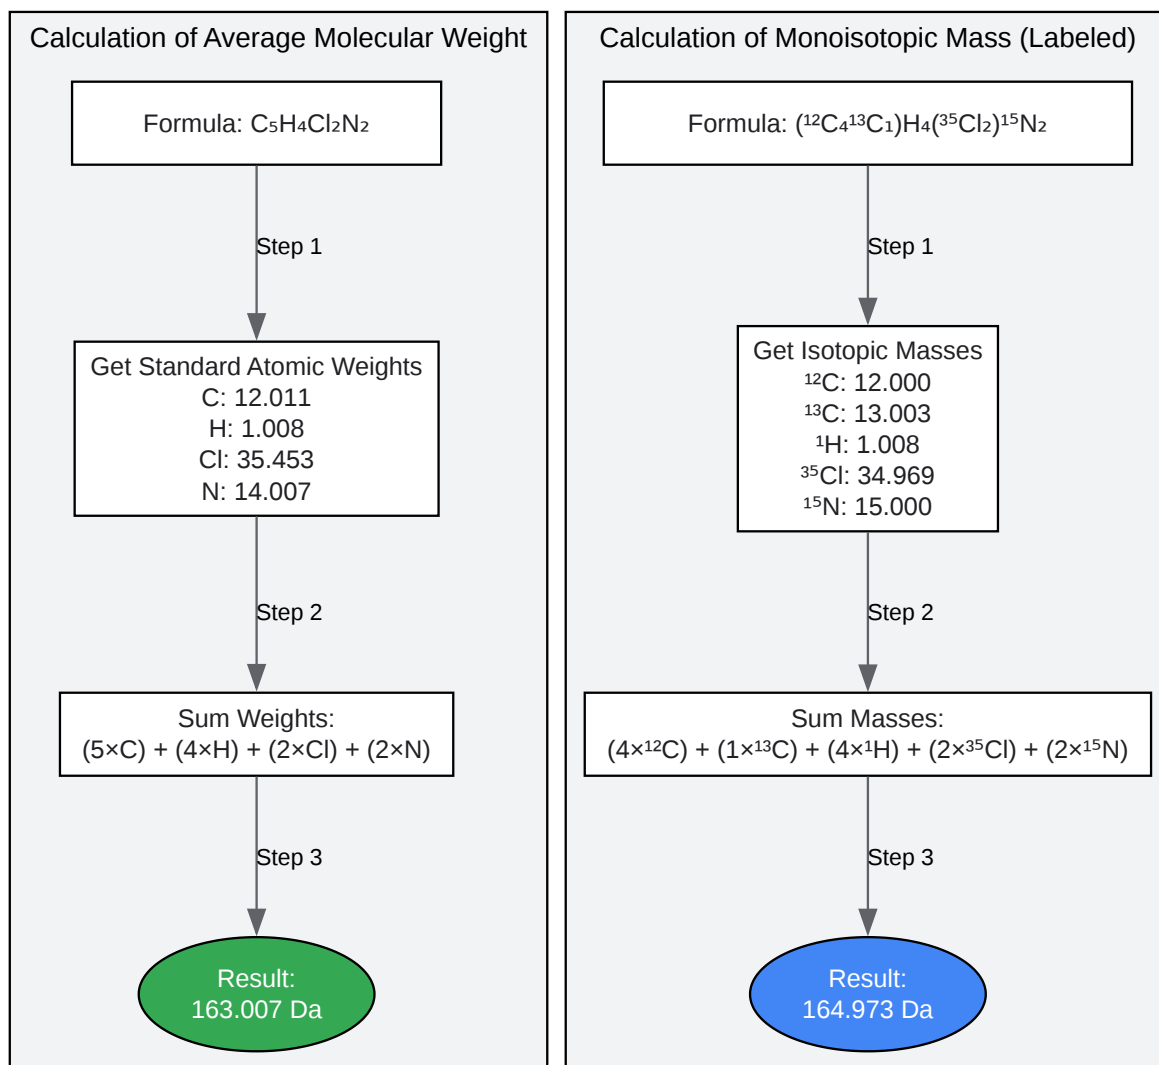 Calculation of Average Molecular Weight
Formula: C₅H₄Cl₂N₂
Step 1
Get Standard Atomic Weights
C: 12.011
H: 1.008
Cl: 35.453
N: 14.007
Step 2
Sum Weights:
(5×C) + (4×H) + (2×Cl) + (2×N)
Step 3
Result:
163.007 Da
Calculation of Monoisotopic Mass (Labeled)
Formula: (¹²C₄¹³C₁)H₄(³⁵Cl₂)¹⁵N₂
Step 1
Get Isotopic Masses
¹²C: 12.000
¹³C: 13.003
¹H: 1.008
³⁵Cl: 34.969
¹⁵N: 15.000
Step 2
Sum Masses:
(4×¹²C) + (1×¹³C) + (4×¹H) + (2×³⁵Cl) + (2×¹⁵N)
Step 3
Result:
164.973 Da